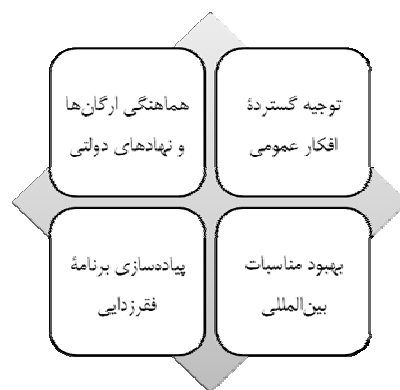 توجیه گستردهٔ
افکار عمومی
هماهنگی ارگان‌ها
و نهادهای دولتی
بهبود مناسبات
بین‌المللی
پیاده‌سازی برنامهٔ
فقرزدایی